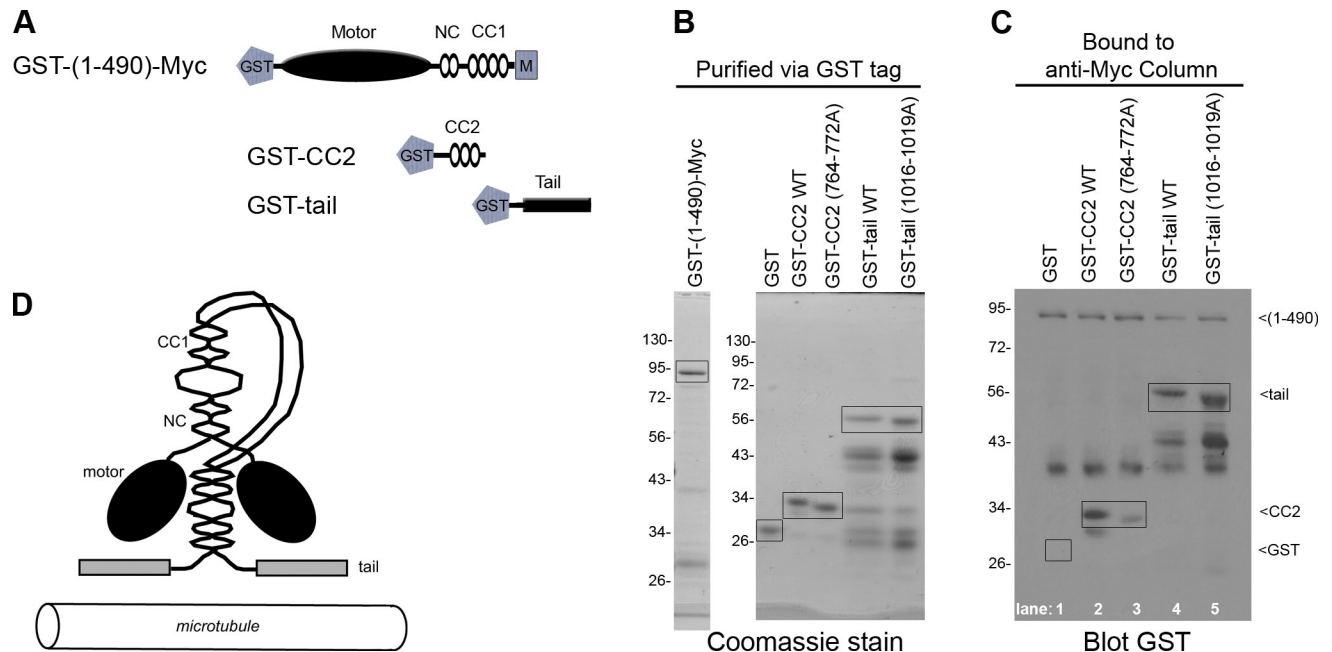 A
GST-(1-490)-Myc
GST
Motor
NC
CC1
M
GST-CC2
GST
CC2
GST-tail
GST
Tail
B
Purified via GST tag
GST-(1-490)-Myc
GST
GST-CC2 WT
GST-CC2 (764-772A)
GST-tail WT
GST-tail (1016-1019A)
130-
95-
72-
56-
43-
34-
26-
130-
95-
72-
56-
43-
34-
26-
Coomassie stain
C
Bound to
anti-Myc Column
GST
GST-CC2 WT
GST-CC2 (764-772A)
GST-tail WT
GST-tail (1016-1019A)
95-
72-
56-
43-
34-
26-
<(1-490)
<tail
<CC2
<GST
lane: 1 2 3 4 5
Blot GST
D
CC1
NC
motor
tail
microtubule